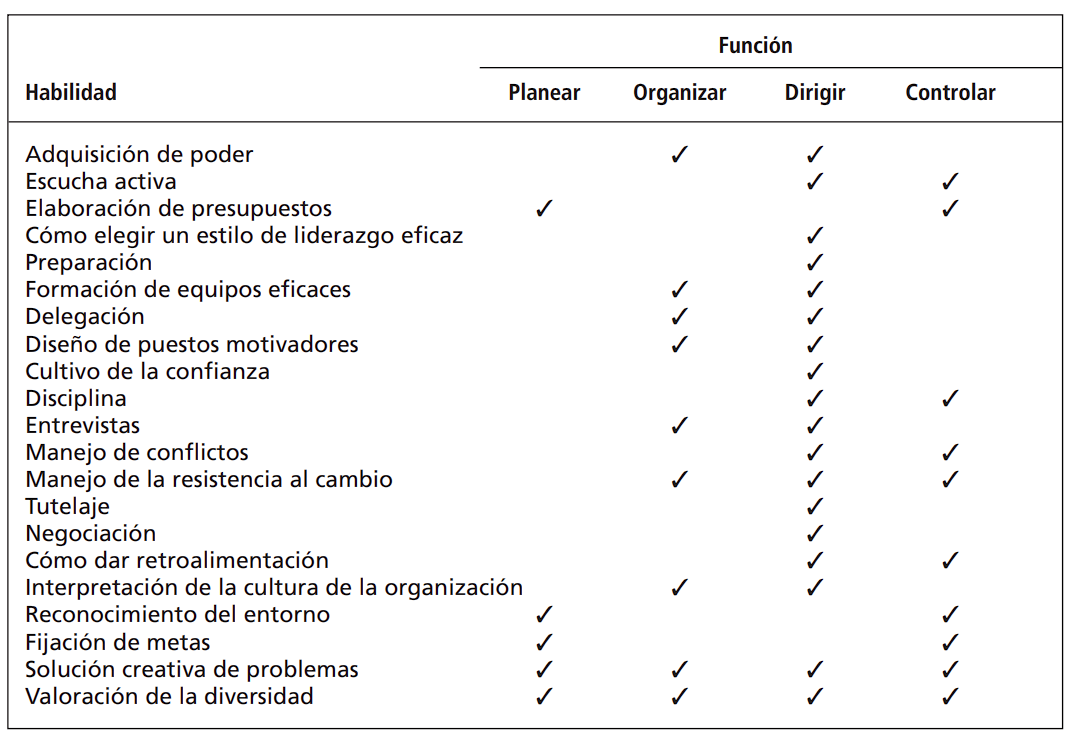 Función
Habilidad Planear Organizar Dirigir Controlar
Adquisición de poder ✓ ✓
Escucha activa ✓ ✓
Elaboración de presupuestos ✓ ✓
Cómo elegir un estilo de liderazgo eficaz ✓
Preparación ✓
Formación de equipos eficaces ✓ ✓
Delegación ✓ ✓
Diseño de puestos motivadores ✓ ✓
Cultivo de la confianza ✓
Disciplina ✓ ✓
Entrevistas ✓ ✓
Manejo de conflictos ✓ ✓
Manejo de la resistencia al cambio ✓ ✓ ✓
Tutelaje ✓
Negociación ✓
Cómo dar retroalimentación ✓ ✓
Interpretación de la cultura de la organización ✓ ✓
Reconocimiento del entorno ✓ ✓
Fijación de metas ✓ ✓
Solución creativa de problemas ✓ ✓ ✓ ✓
Valoración de la diversidad ✓ ✓ ✓ ✓